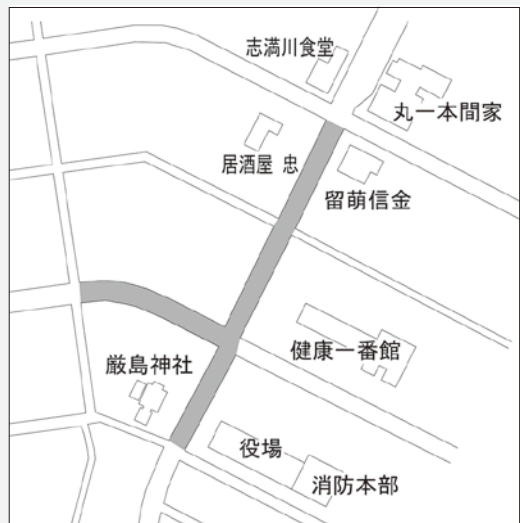 志満川食堂
丸一本間家
居酒屋 忠
留萌信金
健康一番館
厳島神社
役場
消防本部